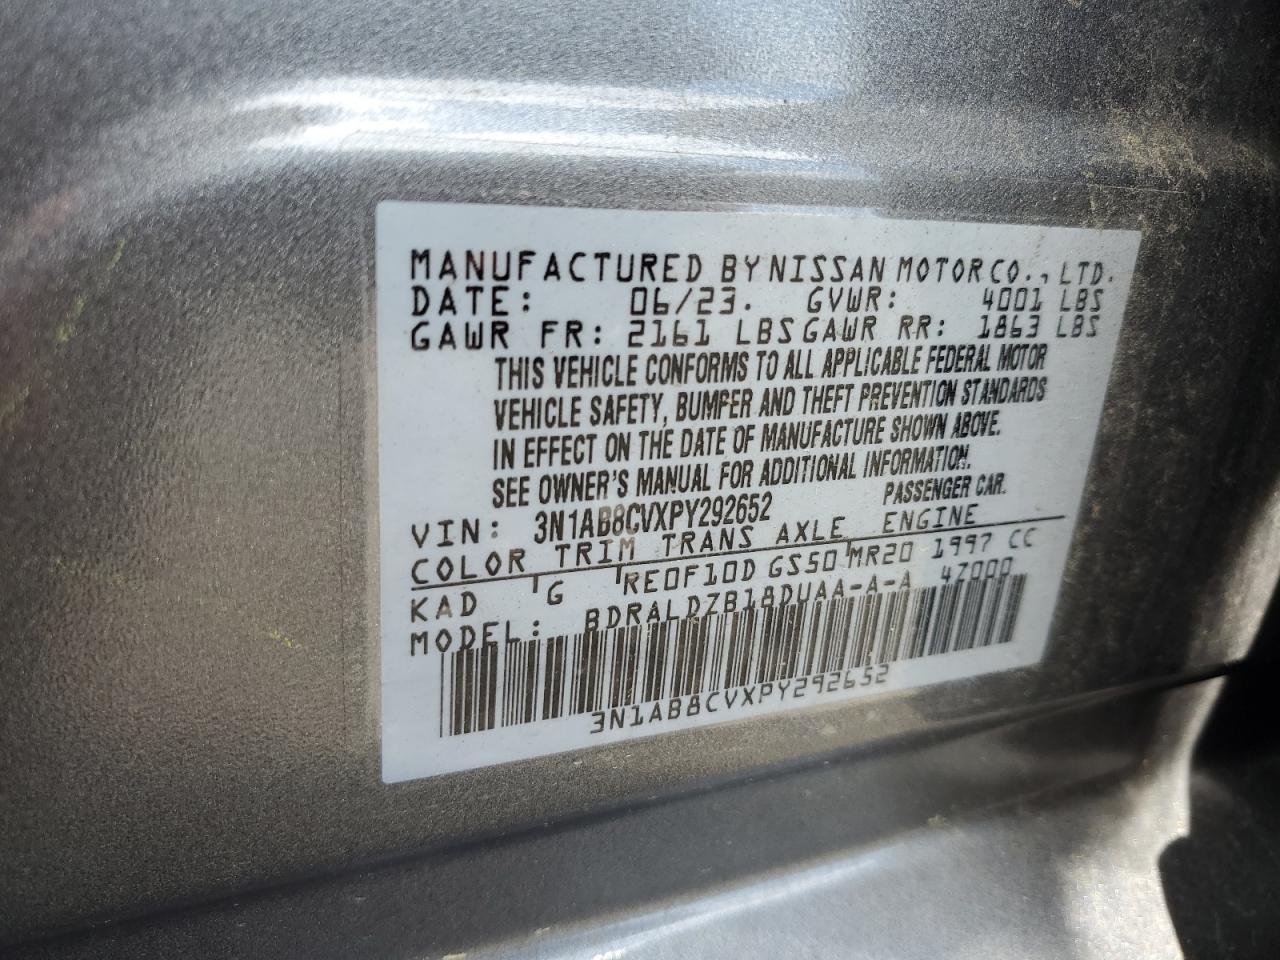 MANUFACTURED BY NISSAN MOTOR CO., LTD.
DATE: 06/23. GVWR: 4001 LBS
GAWR FR: 2161 LBS GAWR RR: 1863 LBS
THIS VEHICLE CONFORMS TO ALL APPLICABLE FEDERAL MOTOR
VEHICLE SAFETY, BUMPER AND THEFT PREVENTION STANDARDS
IN EFFECT ON THE DATE OF MANUFACTURE SHOWN ABOVE.
SEE OWNER'S MANUAL FOR ADDITIONAL INFORMATION.
VIN: 3N1AB8CVXPY292652 PASSENGER CAR.
COLOR TRIM TRANS AXLE ENGINE
KAD G RE0F10D GS50 MR20 1997 CC
MODEL: BDRALDZB18DUAA-A-A 4Z000
3N1AB8CVXPY292652